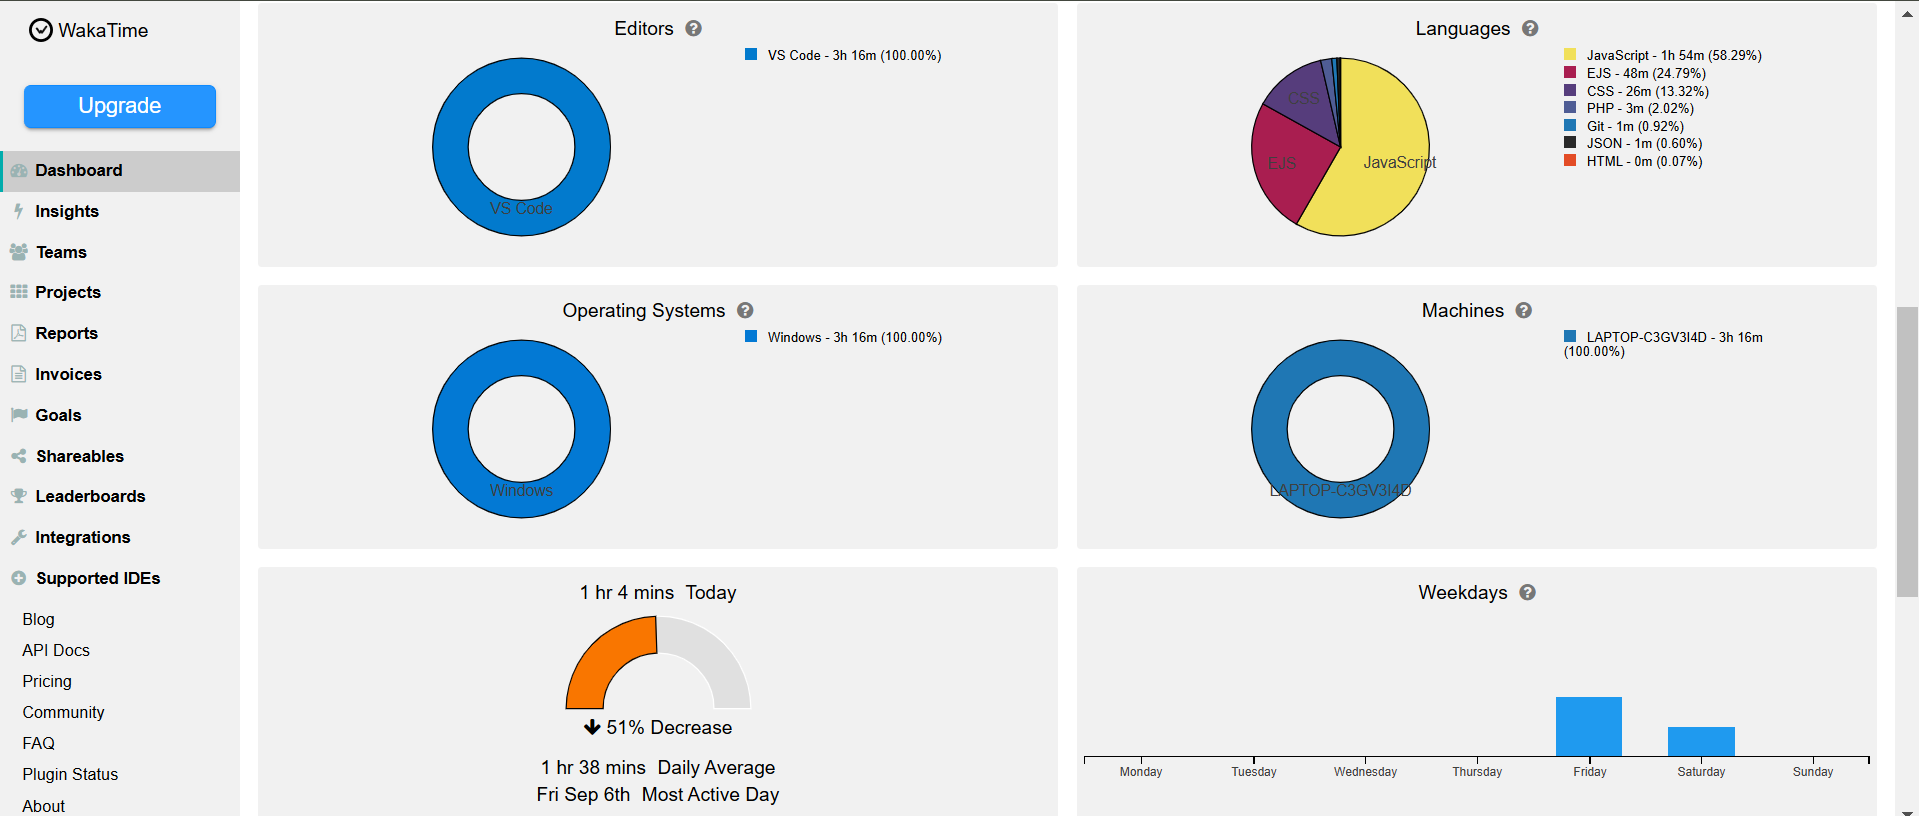 WakaTime
Upgrade
Dashboard
Insights
Teams
Projects
Reports
Invoices
Goals
Shareables
Leaderboards
Integrations
Supported IDEs
Blog
API Docs
Pricing
Community
FAQ
Plugin Status
About
Editors ?
VS Code - 3h 16m (100.00%)
VS Code
Languages ?
JavaScript - 1h 54m (58.29%)
EJS - 48m (24.79%)
CSS - 26m (13.32%)
PHP - 3m (2.02%)
Git - 1m (0.92%)
JSON - 1m (0.60%)
HTML - 0m (0.07%)
CSS
EJS
JavaScript
Operating Systems ?
Windows - 3h 16m (100.00%)
Windows
Machines ?
LAPTOP-C3GV3I4D - 3h 16m
(100.00%)
LAPTOP-C3GV3I4D
1 hr 4 mins Today
51% Decrease
1 hr 38 mins Daily Average
Fri Sep 6th Most Active Day
Weekdays ?
Monday Tuesday Wednesday Thursday Friday Saturday Sunday